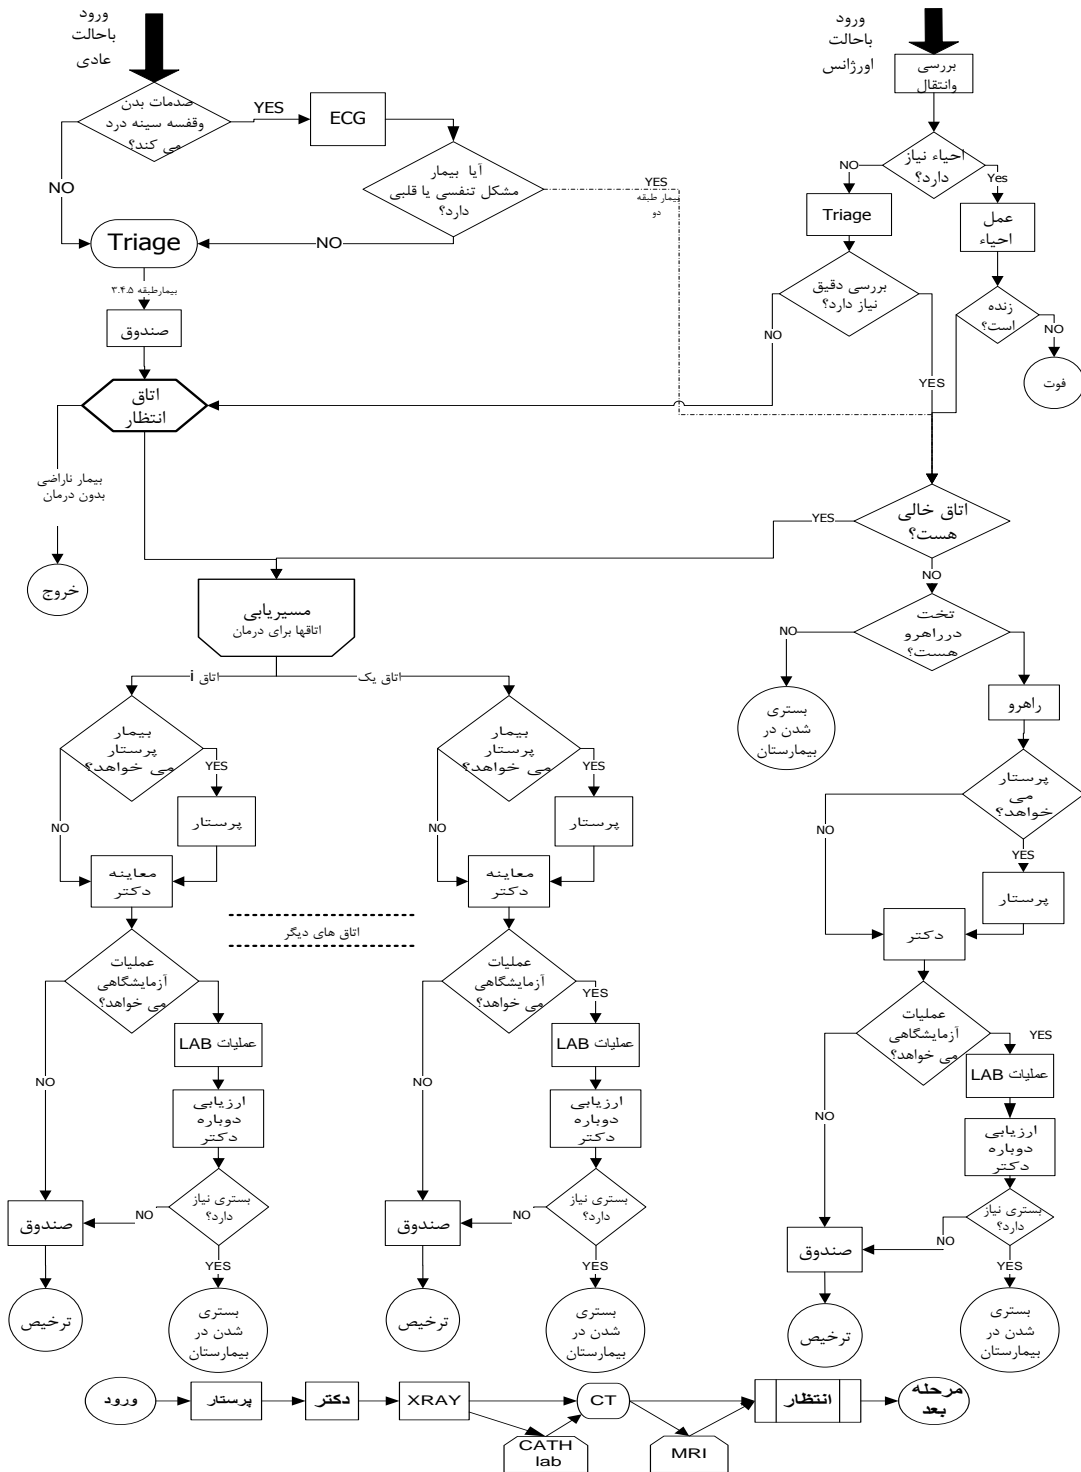 ورود
باحالت
عادی
ورود
باحالت
اورژانس
بررسی
وانتقال
صدمات بدن
وقفسه سینه درد
می کند؟
YES
ECG
NO
آیا بیمار
مشکل تنفسی یا قلبی
دارد؟
YES
بیمار طبقه
دو
NO
احیاء نیاز
دارد؟
NO
Yes
Triage
عمل
احیاء
Triage
بیمارطبقه ۳.۴.۵
صندوق
بررسی دقیق
نیاز دارد؟
NO
YES
زنده
است؟
NO
فوت
اتاق
انتظار
بیمار ناراضی
بدون درمان
خروج
اتاق خالی
هست؟
YES
NO
مسیریابی
اتاقها برای درمان
تخت
درراهرو
هست؟
NO
بستری
شدن در
بیمارستان
راهرو
اتاق i
اتاق یک
بیمار
پرستار
می خواهد؟
YES
NO
پرستار
معاینه
دکتر
بیمار
پرستار
می خواهد؟
YES
NO
پرستار
معاینه
دکتر
پرستار
می
خواهد؟
NO
YES
پرستار
دکتر
اتاق های دیگر
عملیات
آزمایشگاهی
می خواهد؟
NO
عملیات LAB
ارزیابی
دوباره
دکتر
بستری نیاز
دارد؟
NO
YES
صندوق
ترخیص
بستری
شدن در
بیمارستان
عملیات
آزمایشگاهی
می خواهد؟
YES
NO
عملیات LAB
ارزیابی
دوباره
دکتر
بستری نیاز
دارد؟
NO
YES
صندوق
ترخیص
بستری
شدن در
بیمارستان
عملیات
آزمایشگاهی
می خواهد؟
YES
NO
عملیات LAB
ارزیابی
دوباره
دکتر
بستری نیاز
دارد؟
NO
YES
صندوق
ترخیص
بستری
شدن در
بیمارستان
ورود
پرستار
دکتر
XRAY
CATH
lab
CT
MRI
انتظار
مرحله
بعد